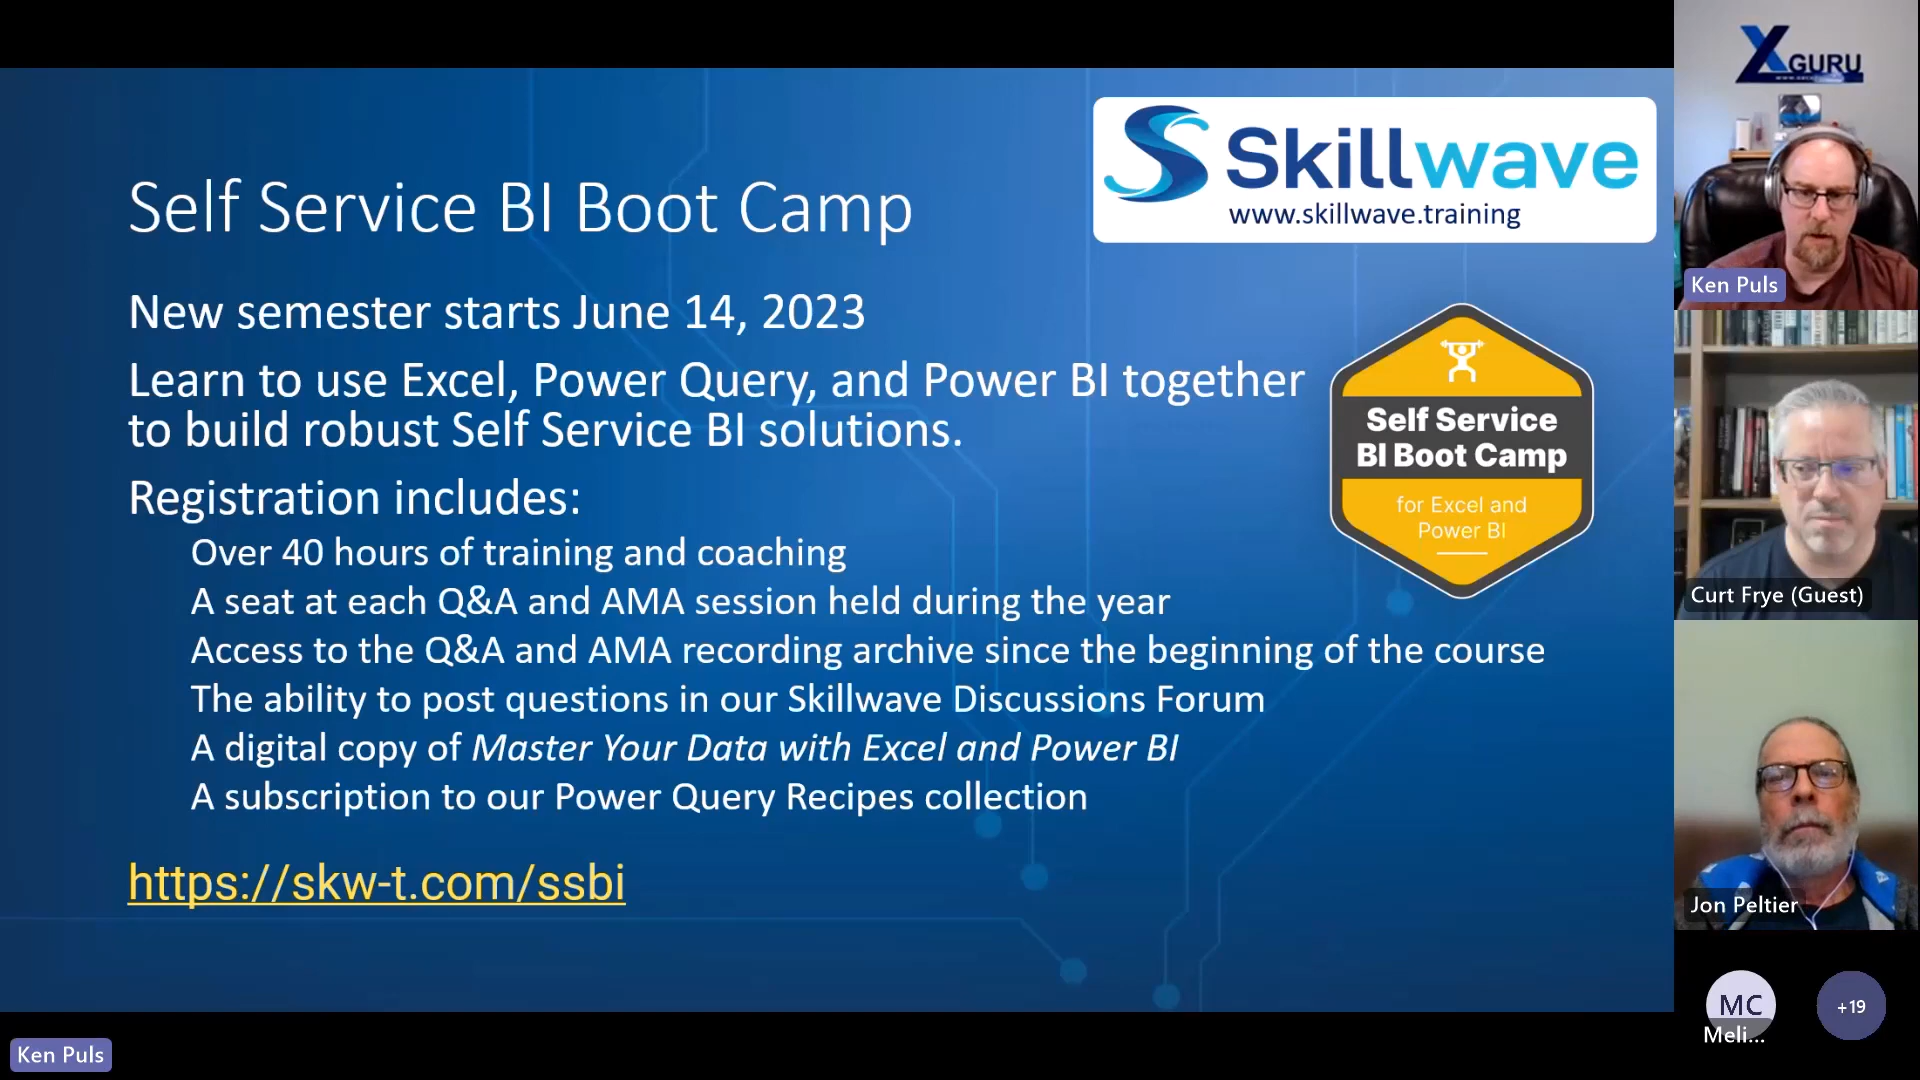 Self Service BI Boot Camp
Skillwave
www.skillwave.training
New semester starts June 14, 2023
Learn to use Excel, Power Query, and Power BI together
to build robust Self Service BI solutions.
Registration includes:
Over 40 hours of training and coaching
A seat at each Q&A and AMA session held during the year
Access to the Q&A and AMA recording archive since the beginning of the course
The ability to post questions in our Skillwave Discussions Forum
A digital copy of Master Your Data with Excel and Power BI
A subscription to our Power Query Recipes collection
https://skw-t.com/ssbi
Self Service
BI Boot Camp
for Excel and
Power BI
XGURU
Ken Puls
Curt Frye (Guest)
Jon Peltier
MC
Meli...
+19
Ken Puls